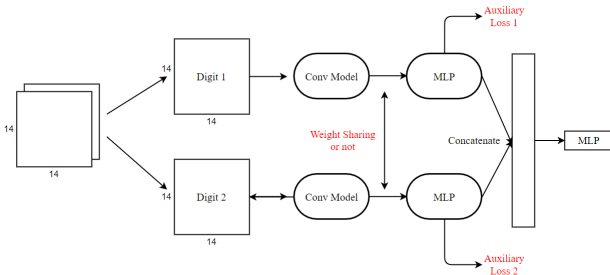 Auxiliary
Loss 1
14
Digit 1
Conv Model
MLP
14
14
14
Weight Sharing
or not
Concatenate
MLP
14
Digit 2
Conv Model
MLP
14
Auxiliary
Loss 2